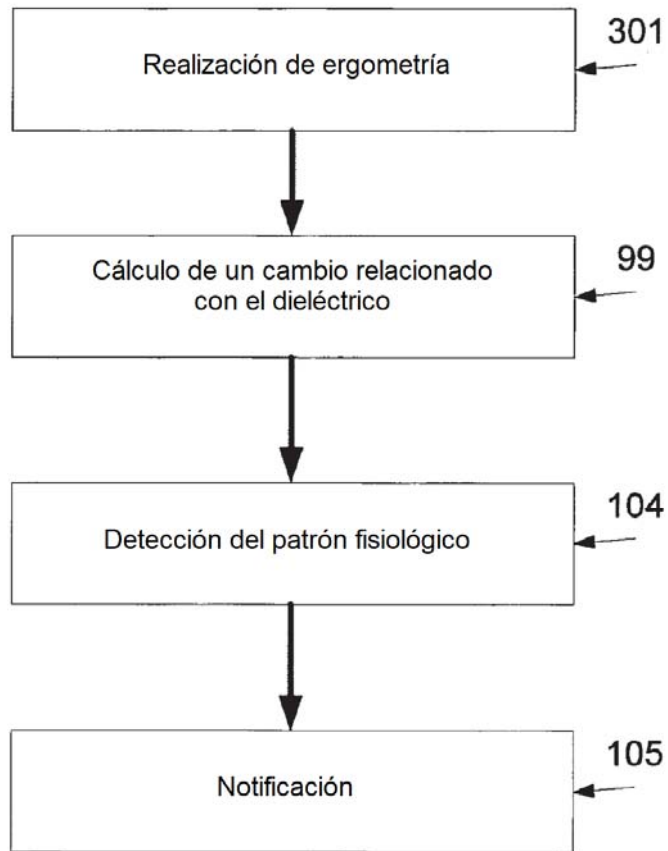 301
Realización de ergometría
99
Cálculo de un cambio relacionado
con el dieléctrico
104
Detección del patrón fisiológico
105
Notificación